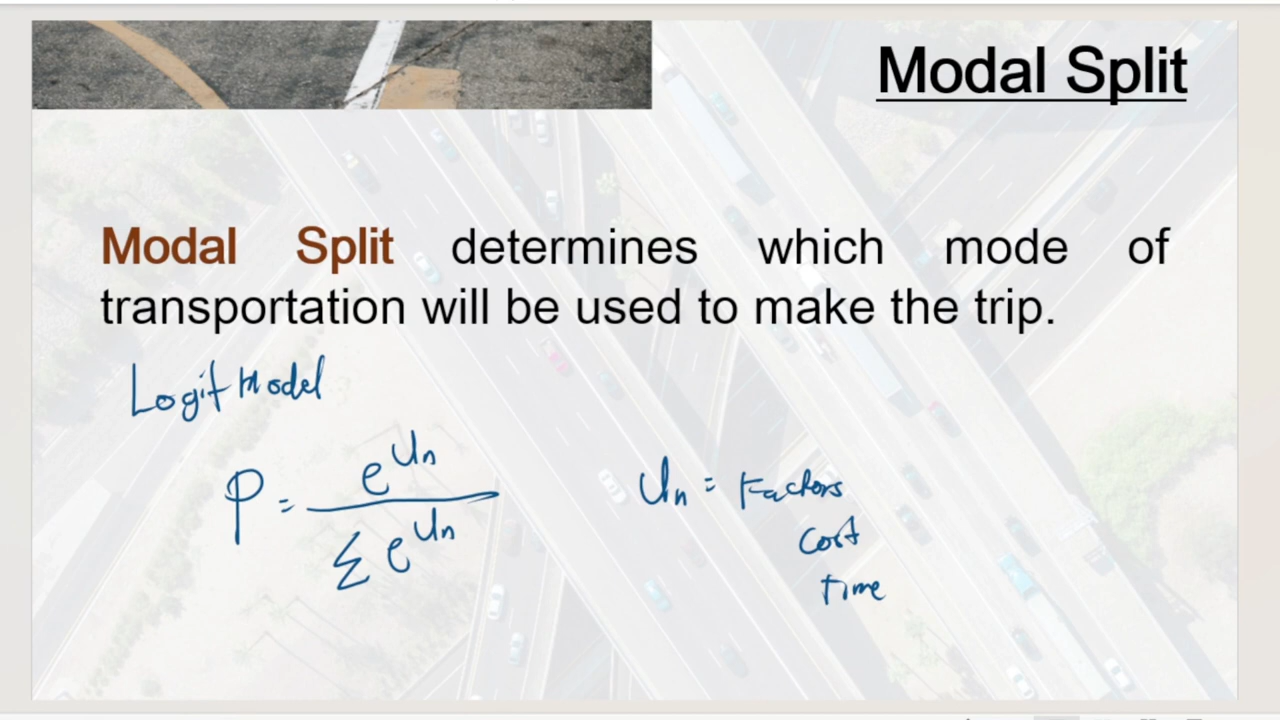 Modal Split
Modal Split determines which mode of
transportation will be used to make the trip.
Logit Model
P = e^Un / Σ e^Un
Un = Factors
cost
time